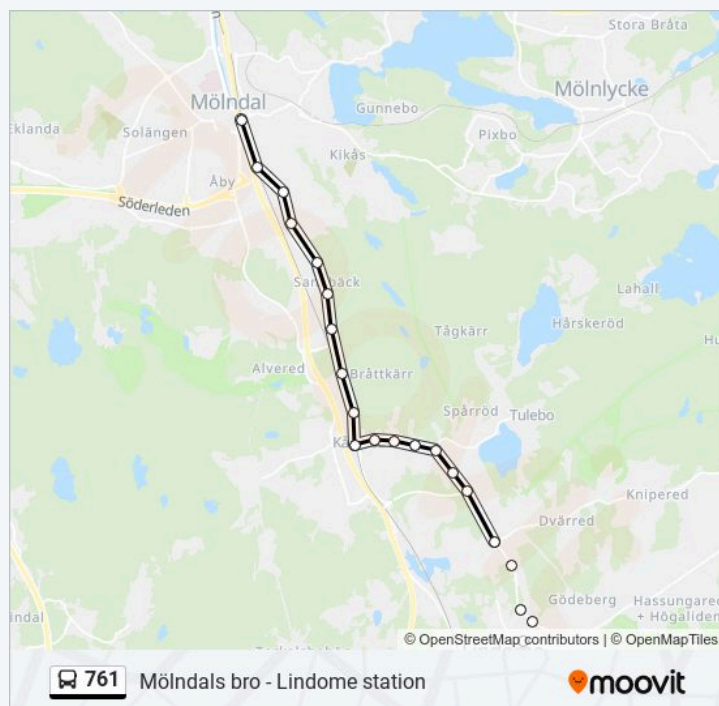 Stora Bråta
Mölnlycke
Mölndal
Gunnebo
Eklanda
Solängen
Pixbo
Kikås
Åby
Söderleden
Lahall
Tågkärr
Hårskeröd
Alvered
Bråttkärr
Spårröd
Tulebo
Knipered
Dvärred
Gödeberg
Hassungared
+ Högaliden
© OpenStreetMap contributors | © OpenMapTiles
761 Mölndals bro - Lindome station
moovit